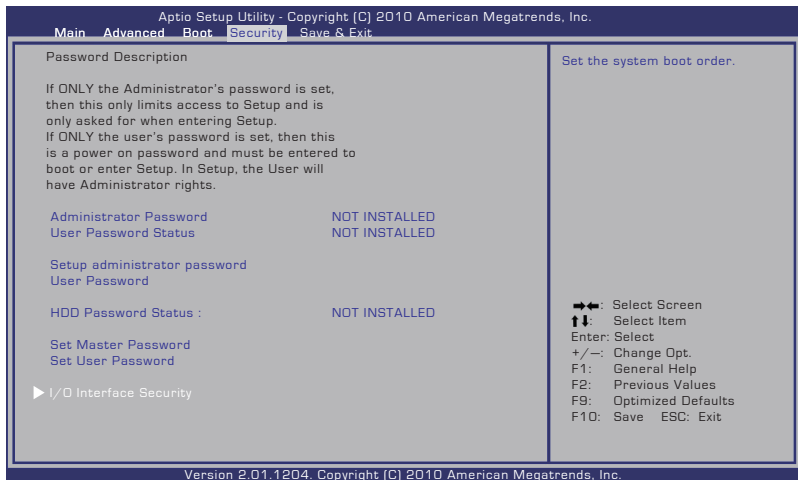 Aptio Setup Utility - Copyright (C) 2010 American Megatrends, Inc.
Main Advanced Boot Security Save & Exit
Password Description
If ONLY the Administrator's password is set,
then this only limits access to Setup and is
only asked for when entering Setup.
If ONLY the user's password is set, then this
is a power on password and must be entered to
boot or enter Setup. In Setup, the User will
have Administrator rights.
Administrator Password NOT INSTALLED
User Password Status NOT INSTALLED
Setup administrator password
User Password
HDD Password Status : NOT INSTALLED
Set Master Password
Set User Password
I/O Interface Security
Set the system boot order.
→←: Select Screen
↑↓: Select Item
Enter: Select
+/—: Change Opt.
F1: General Help
F2: Previous Values
F9: Optimized Defaults
F10: Save ESC: Exit
Version 2.01.1204. Copyright (C) 2010 American Megatrends, Inc.